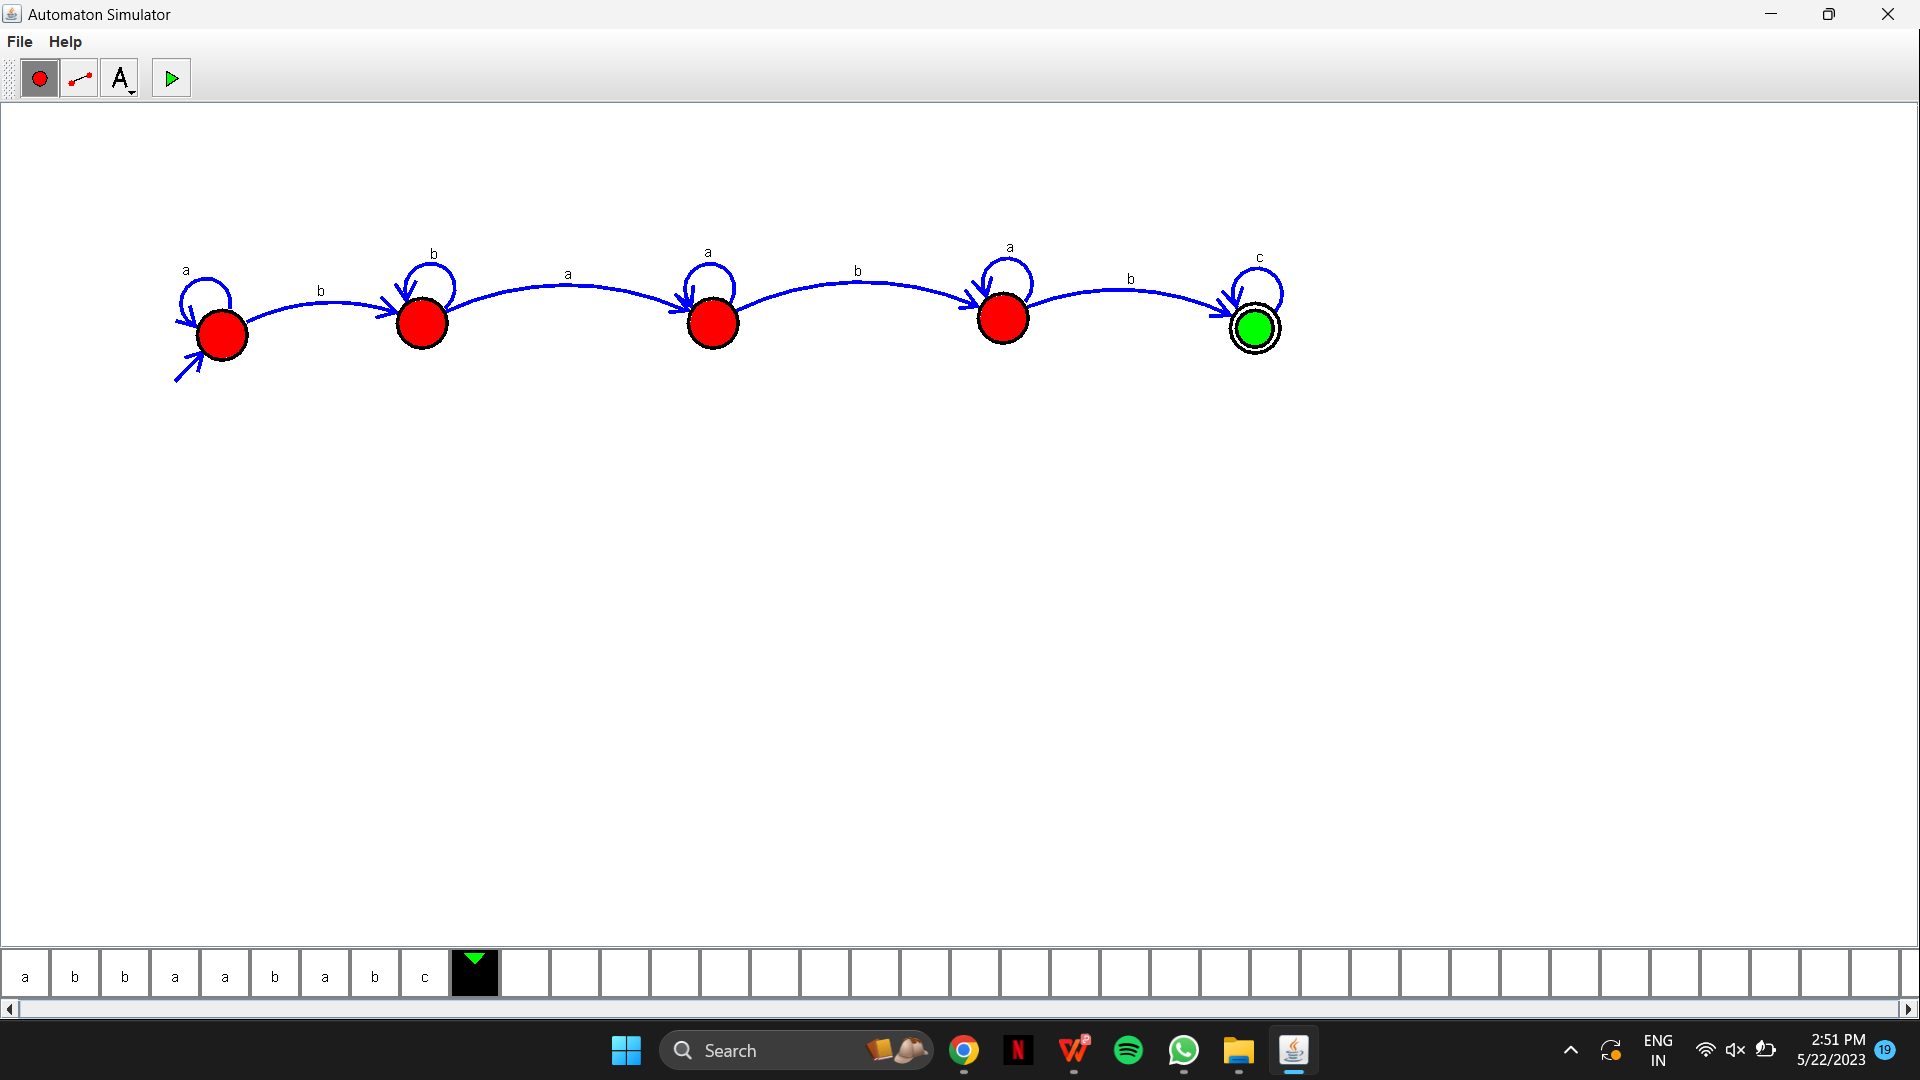 Automaton Simulator
File Help
A
a b b a a b a b a c
a b b a a b a b c
Search
ENG
IN
2:51 PM
5/22/2023
19